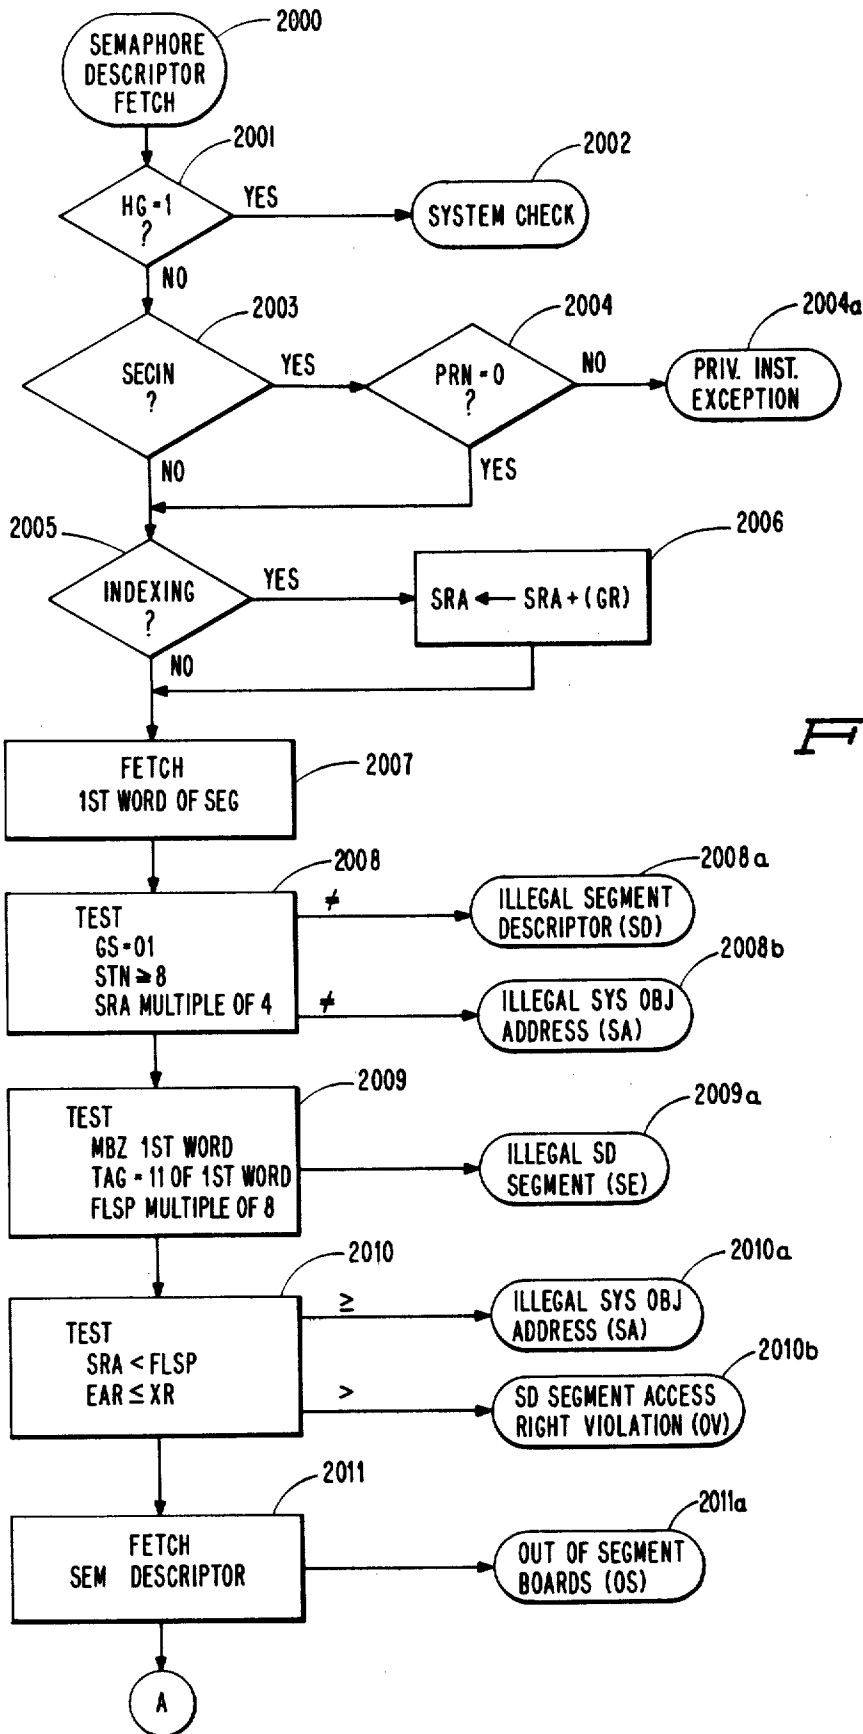 2000
SEMAPHORE
DESCRIPTOR
FETCH
2001
HG=1
?
YES
2002
SYSTEM CHECK
NO
2003
SECIN
?
YES
2004
PRN=0
?
NO
2004a
PRIV. INST.
EXCEPTION
NO
YES
2005
INDEXING
?
YES
2006
SRA ← SRA+(GR)
NO
F
FETCH
1ST WORD OF SEG
2007
2008
TEST
GS=01
STN ≧ 8
SRA MULTIPLE OF 4
≠
2008a
ILLEGAL SEGMENT
DESCRIPTOR (SD)
≠
2008b
ILLEGAL SYS OBJ
ADDRESS (SA)
2009
TEST
MBZ 1ST WORD
TAG=11 OF 1ST WORD
FLSP MULTIPLE OF 8
2009a
ILLEGAL SD
SEGMENT (SE)
2010
TEST
SRA < FLSP
EAR ≤ XR
≥
2010a
ILLEGAL SYS OBJ
ADDRESS (SA)
>
2010b
SD SEGMENT ACCESS
RIGHT VIOLATION (OV)
2011
FETCH
SEM DESCRIPTOR
2011a
OUT OF SEGMENT
BOARDS (OS)
A